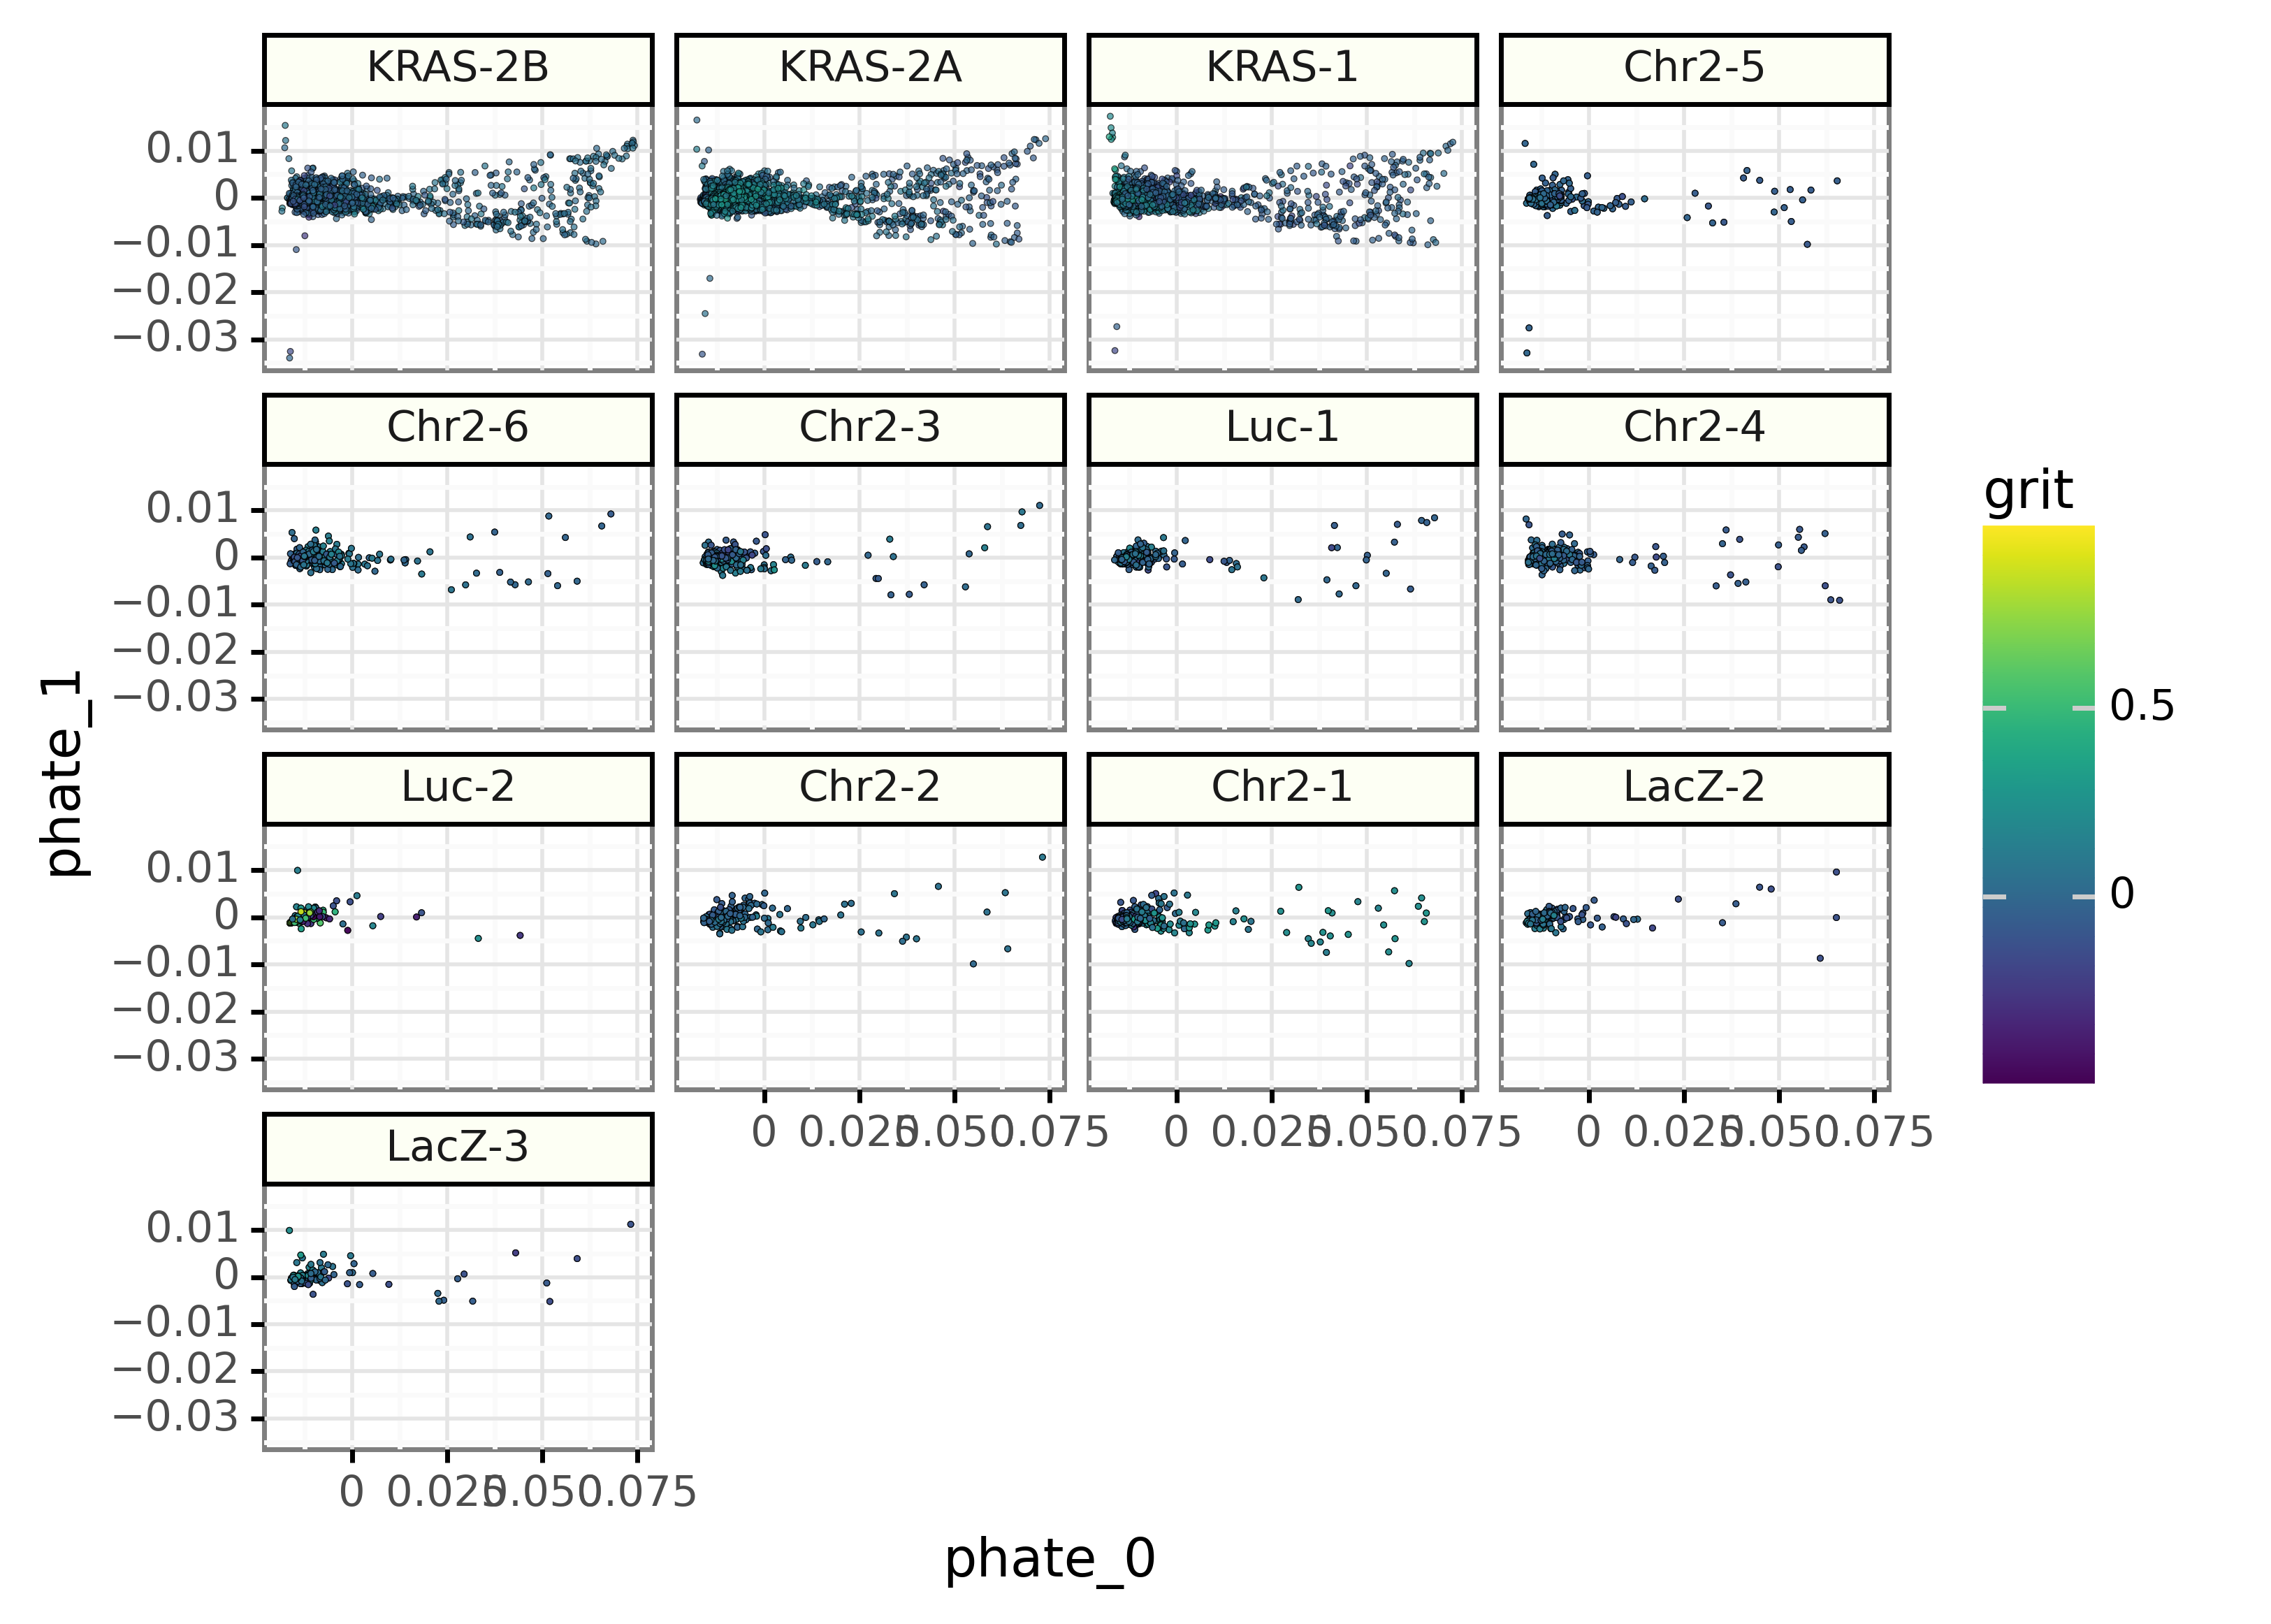 KRAS-2B KRAS-2A KRAS-1 Chr2-5
0.01
0
−0.01
−0.02
−0.03
Chr2-6 Chr2-3 Luc-1 Chr2-4
0.01
0
−0.01
−0.02
−0.03
grit
0.5
0
Luc-2 Chr2-2 Chr2-1 LacZ-2
0.01
0
−0.01
−0.02
−0.03
0 0.025 0.05 0.075 0 0.025 0.05 0.075 0 0.025 0.05 0.075
LacZ-3
0.01
0
−0.01
−0.02
−0.03
0 0.025 0.05 0.075
phate_1
phate_0